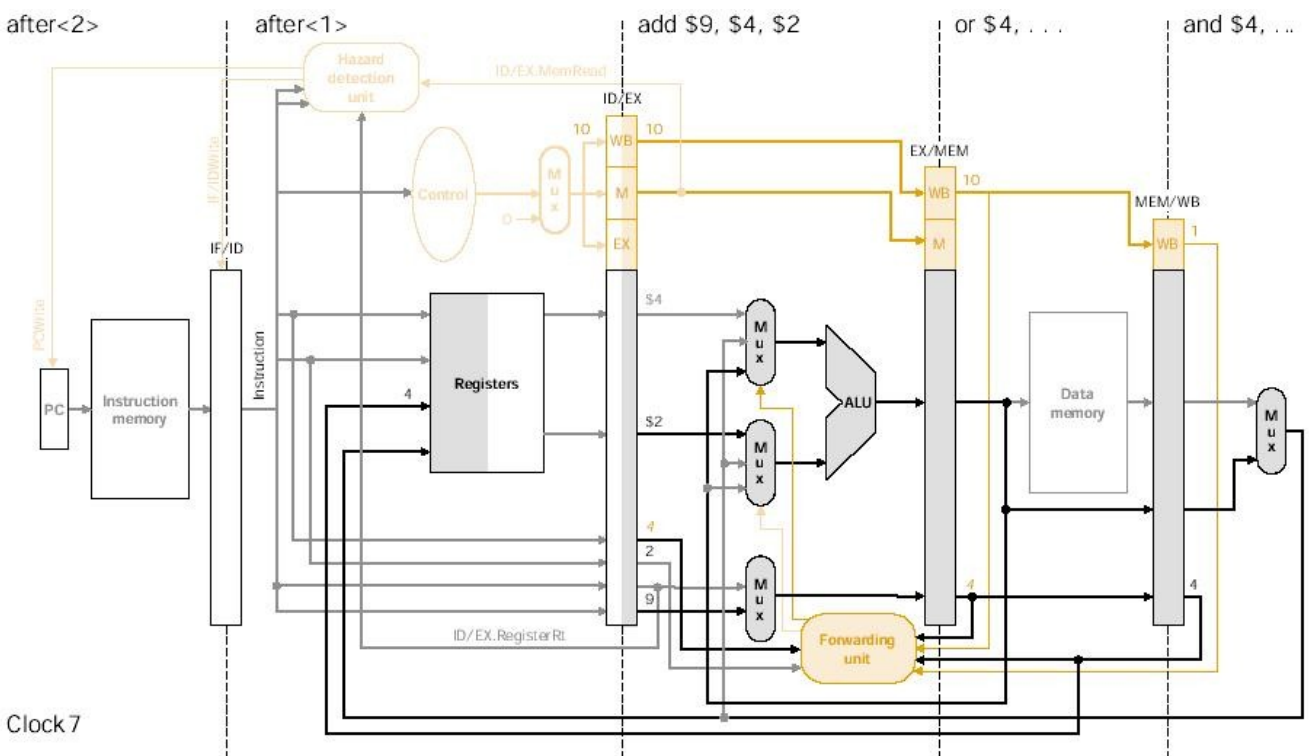 after<2>
after<1>
add $9, $4, $2
or $4, . . .
and $4, ...
Hazard
detection
unit
ID/EX.MemRead
ID/EX
10
WB
10
EX/MEM
IF/IDWrite
Control
M
u
x
0
M
WB
10
MEM/WB
EX
M
WB
1
IF/ID
PCWrite
$4
M
u
x
Instruction
PC
Instruction
memory
4
Registers
ALU
Data
memory
M
u
x
$2
M
u
x
4
2
9
M
u
x
4
4
ID/EX.RegisterRt
Forwarding
unit
Clock 7